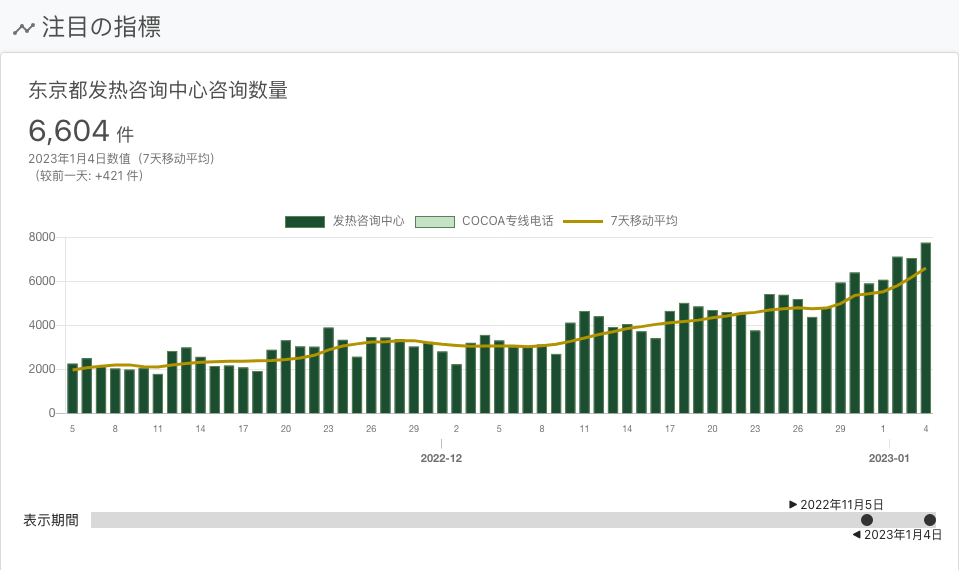 注目の指標
东京都发热咨询中心咨询数量
6,604 件
2023年1月4日数值（7天移动平均）
（较前一天: +421 件）
发热咨询中心 COCOA专线电话 7天移动平均
8000
6000
4000
2000
0
5 8 11 14 17 20 23 26 29 2 5 8 11 14 17 20 23 26 29 1 4
2022-12 2023-01
▶ 2022年11月5日
表示期間
◀ 2023年1月4日